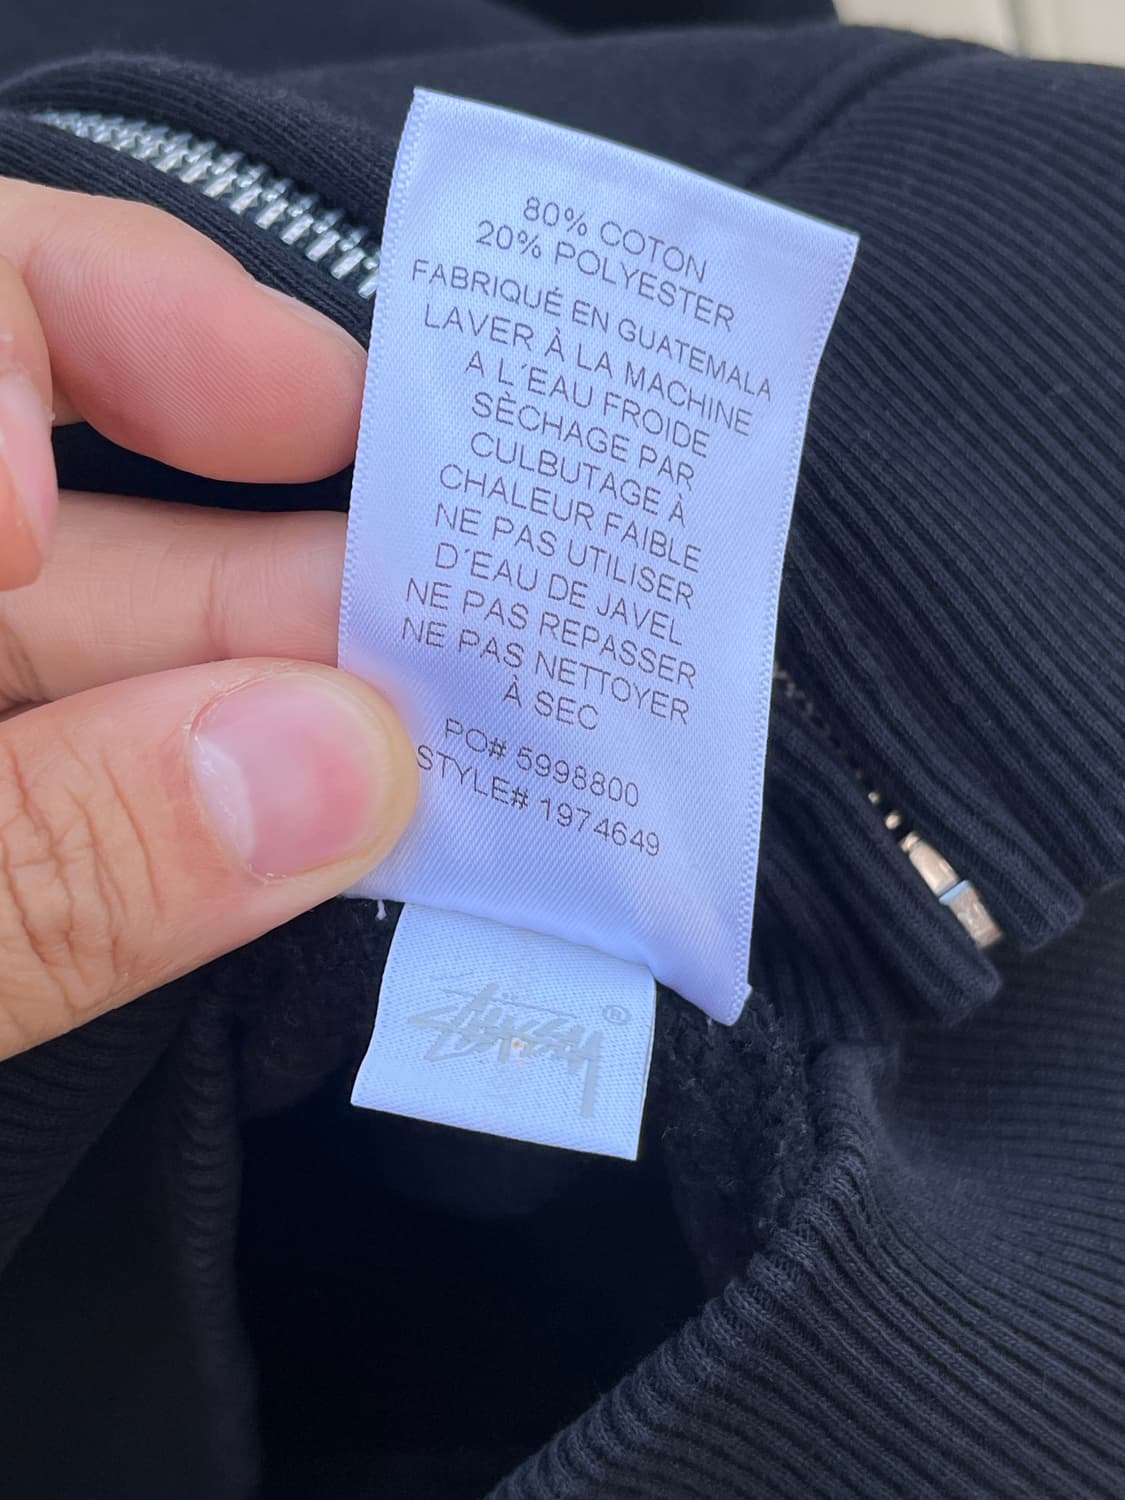 80% COTON
20% POLYESTER
FABRIQUÉ EN GUATEMALA
LAVER À LA MACHINE
A L´EAU FROIDE
SÈCHAGE PAR
CULBUTAGE À
CHALEUR FAIBLE
NE PAS UTILISER
D´EAU DE JAVEL
NE PAS REPASSER
NE PAS NETTOYER
À SEC
PO# 5998800
STYLE# 1974649
Stüssy ®